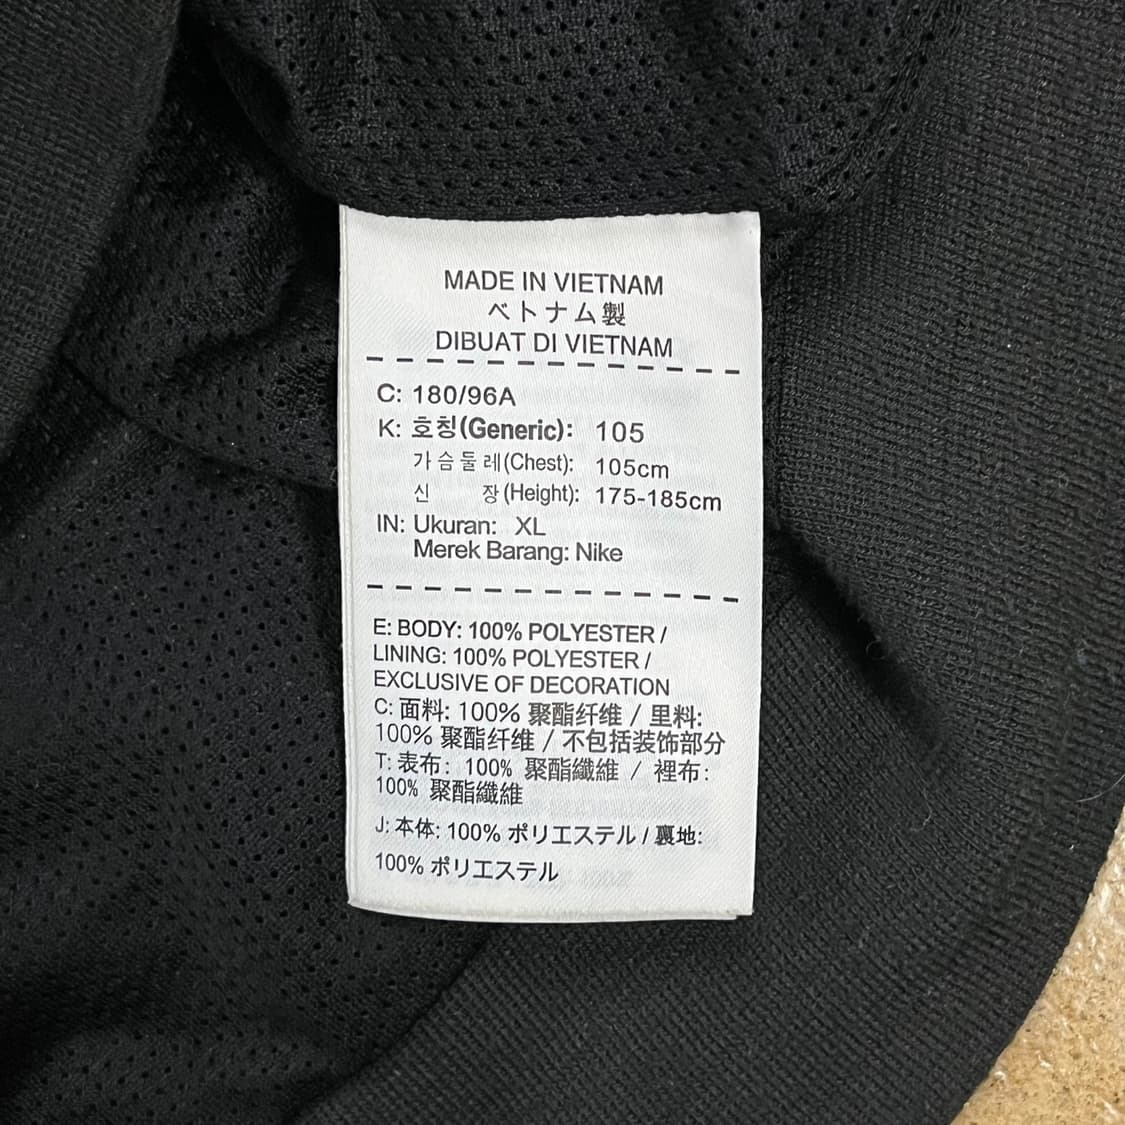 MADE IN VIETNAM
ベトナム製
DIBUAT DI VIETNAM
C: 180/96A
K: 호칭(Generic): 105
가슴둘레(Chest): 105cm
신 장(Height): 175-185cm
IN: Ukuran: XL
Merek Barang: Nike
E: BODY: 100% POLYESTER /
LINING: 100% POLYESTER /
EXCLUSIVE OF DECORATION
C: 面料: 100% 聚酯纤维 / 里料:
100% 聚酯纤维 / 不包括装饰部分
T: 表布: 100% 聚酯纖維 / 裡布:
100% 聚酯纖維
J: 本体: 100% ポリエステル / 裏地:
100% ポリエステル